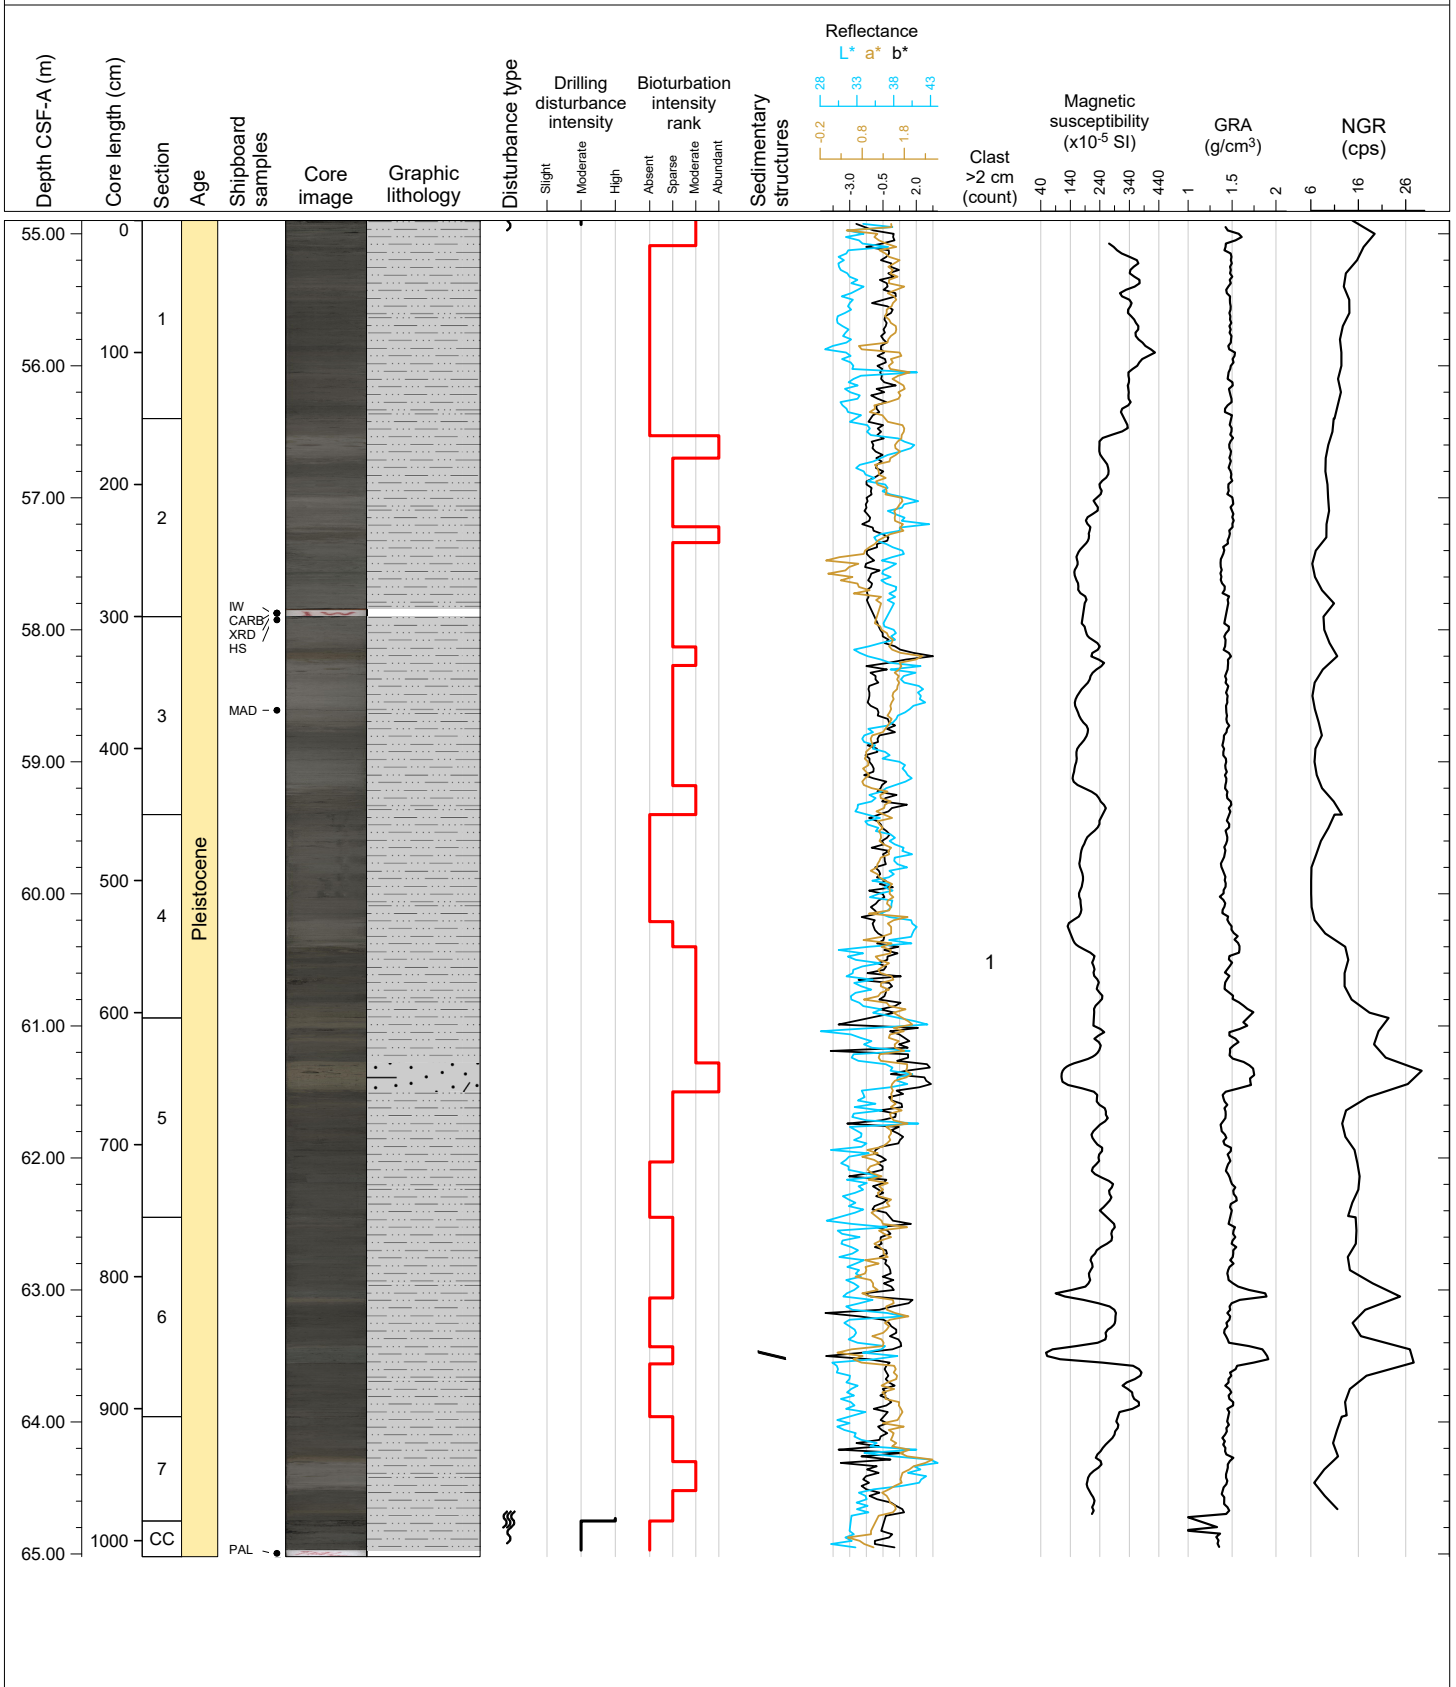 Depth CSF-A (m)
Core length (cm)
Section
Age
Shipboard
samples
Core
image
Graphic
lithology
Disturbance type
Drilling
disturbance
intensity
Slight
Moderate
High
Bioturbation
intensity
rank
Absent
Sparse
Moderate
Abundant
Sedimentary
structures
Reflectance
L* a* b*
28 33 38 43
-0.2 0.8 1.8
-3.0 -0.5 2.0
Clast
>2 cm
(count)
Magnetic
susceptibility
(x10-5 SI)
40 140 240 340 440
GRA
(g/cm3)
1 1.5 2
NGR
(cps)
6 16 26
55.00
56.00
57.00
58.00
59.00
60.00
61.00
62.00
63.00
64.00
65.00
0
100
200
300
400
500
600
700
800
900
1000
1
2
3
4
5
6
7
CC
Pleistocene
IW
CARB
XRD
HS
MAD
PAL
1